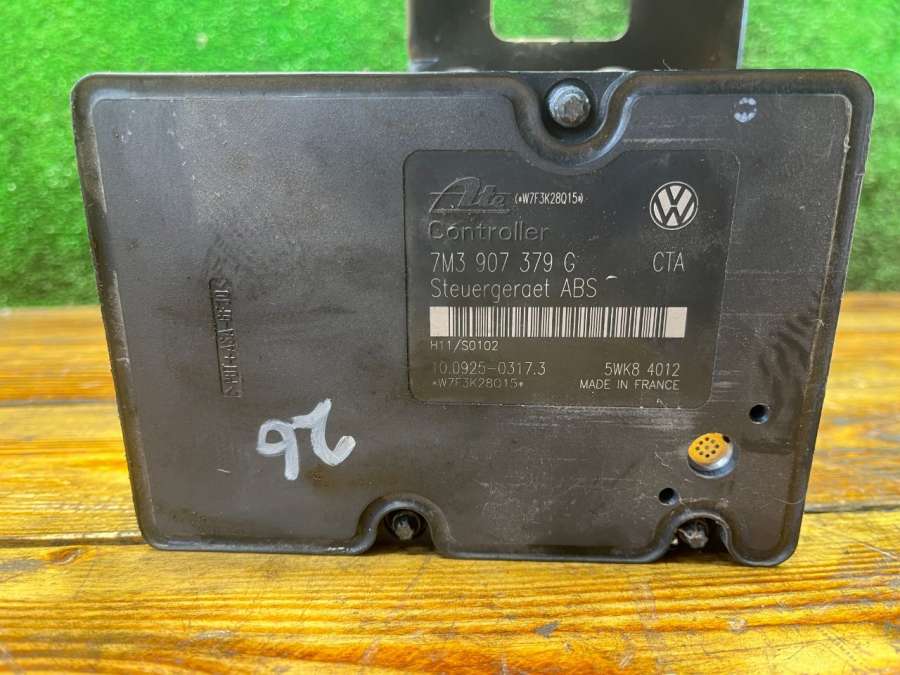 Ate (*W7F3K28Q15*)
Controller
7M3 907 379 G CTA
Steuergeraet ABS
H11/S0102
10.0925-0317.3 5WK8 4012
*W7F3K28Q15* MADE IN FRANCE
26